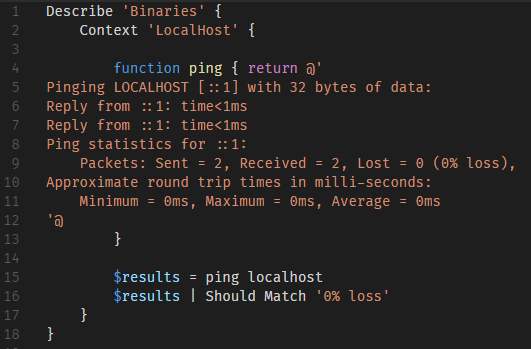 1 Describe 'Binaries' {
2     Context 'LocalHost' {
3
4         function ping { return @'
5 Pinging LOCALHOST [::1] with 32 bytes of data:
6 Reply from ::1: time<1ms
7 Reply from ::1: time<1ms
8 Ping statistics for ::1:
9     Packets: Sent = 2, Received = 2, Lost = 0 (0% loss),
10 Approximate round trip times in milli-seconds:
11     Minimum = 0ms, Maximum = 0ms, Average = 0ms
12 '@
13         }
14
15         $results = ping localhost
16         $results | Should Match '0% loss'
17     }
18 }